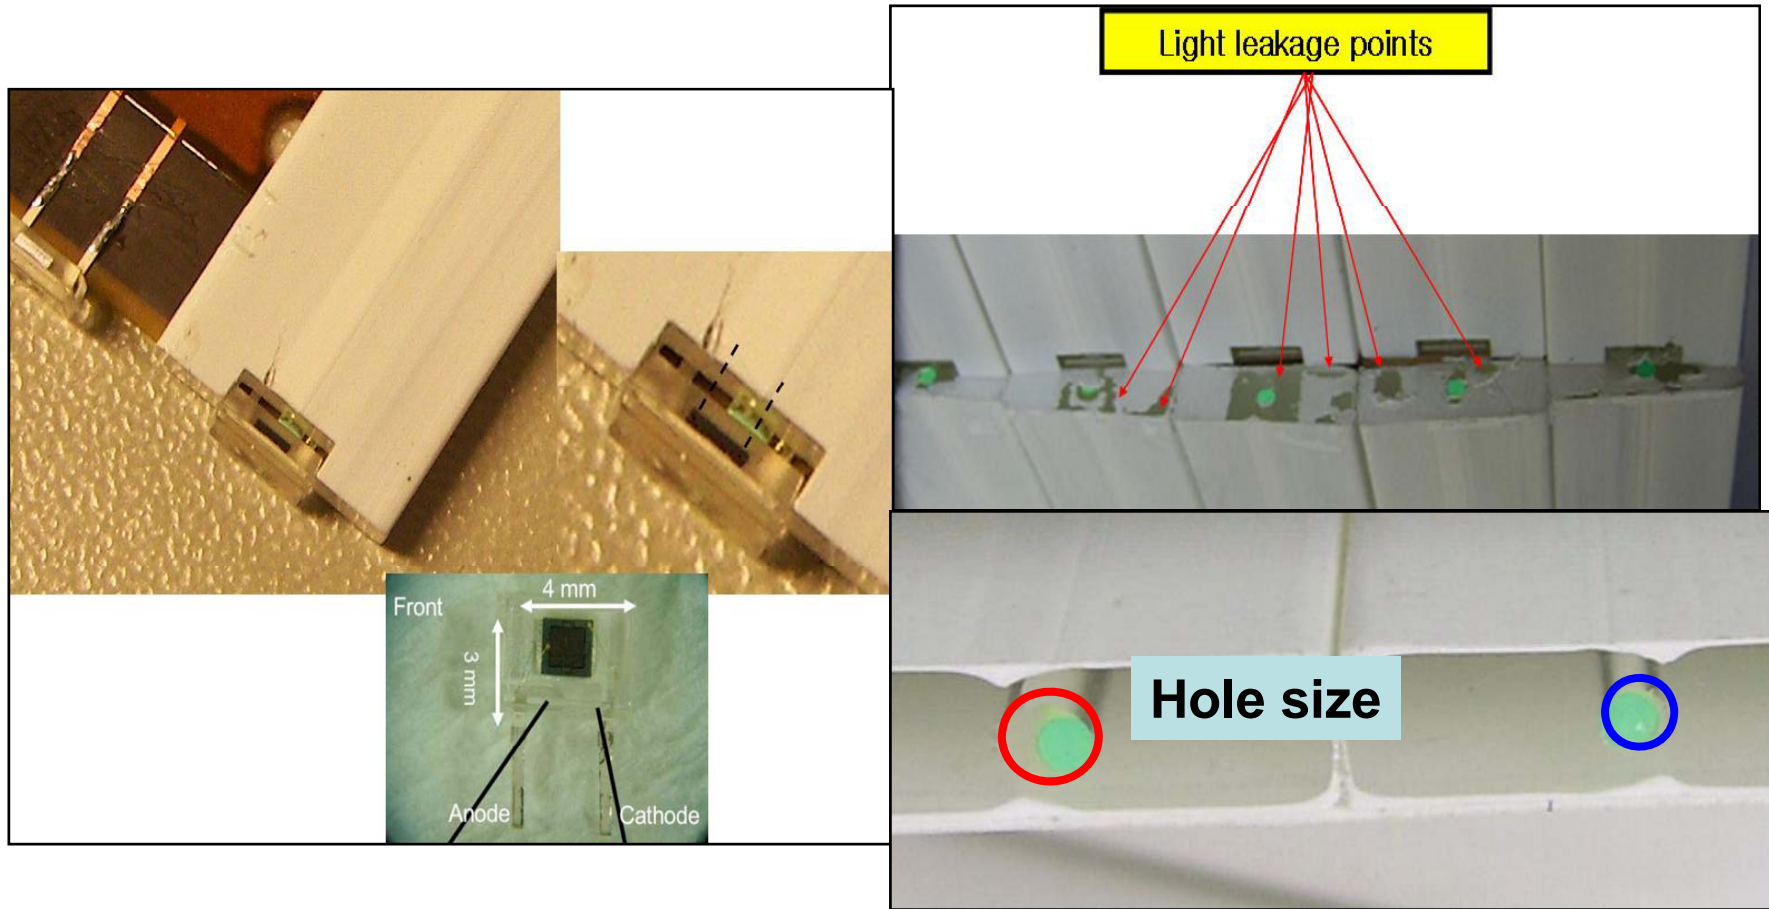 Light leakage points
Front
4 mm
3 mm
Anode
Cathode
Hole size